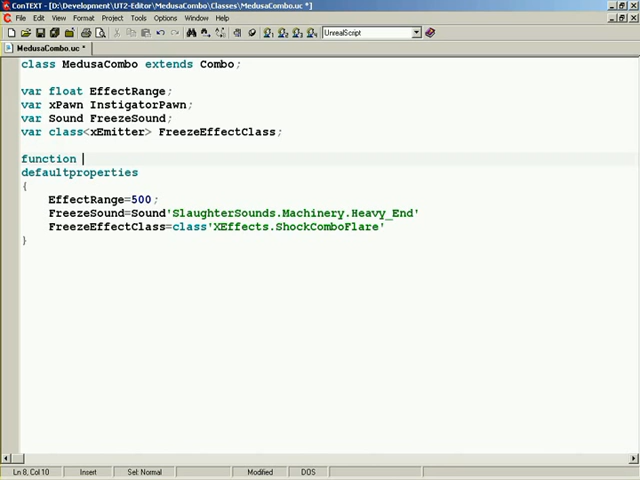 ConTEXT - [D:\Development\UT2-Editor\MedusaCombo\Classes\MedusaCombo.uc *]
File Edit View Format Project Tools Options Window Help
UnrealScript
MedusaCombo.uc *
class MedusaCombo extends Combo;
var float EffectRange;
var xPawn InstigatorPawn;
var Sound FreezeSound;
var class<xEmitter> FreezeEffectClass;
function
defaultproperties
{
EffectRange=500;
FreezeSound=Sound'SlaughterSounds.Machinery.Heavy_End'
FreezeEffectClass=class'XEffects.ShockComboFlare'
}
Ln 8, Col 10 Insert Sel: Normal Modified DOS